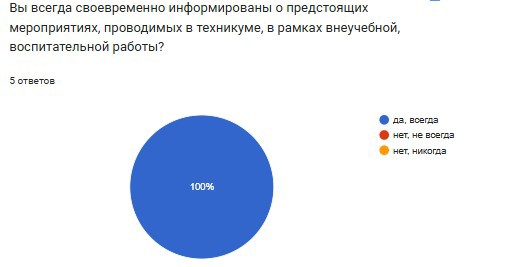 Вы всегда своевременно информированы о предстоящих
мероприятиях, проводимых в техникуме, в рамках внеучебной,
воспитательной работы?
5 ответов
да, всегда
нет, не всегда
нет, никогда
100%